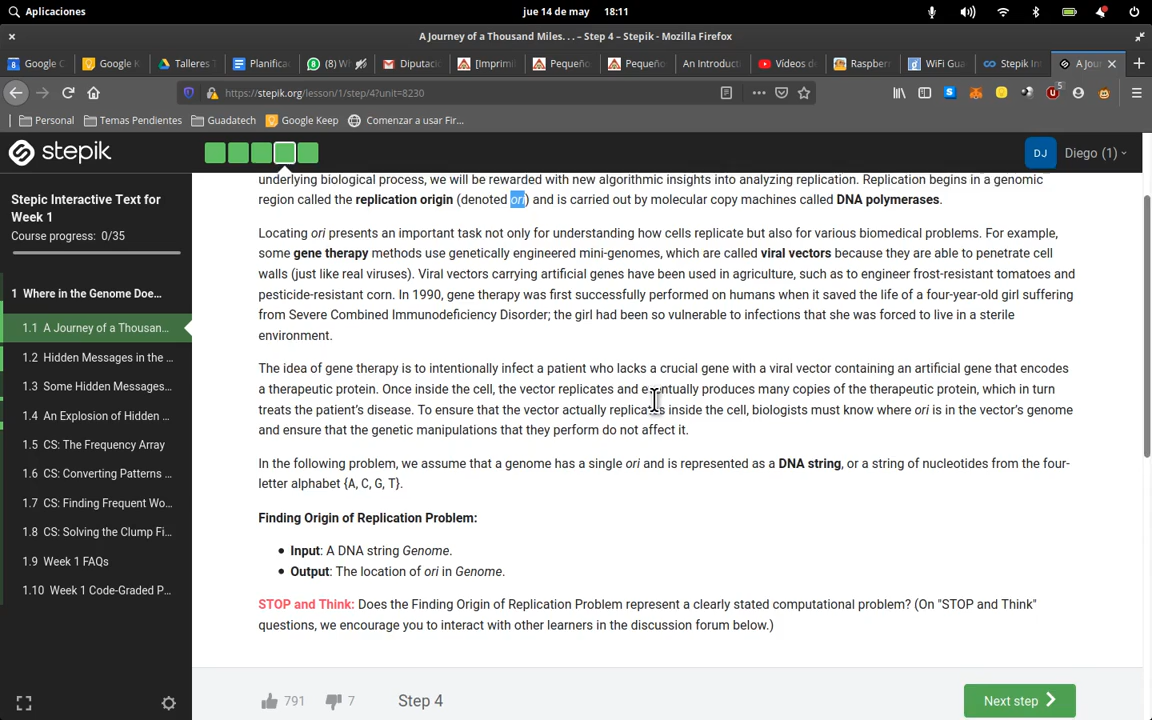 Aplicaciones jue 14 de may 18:11
A Journey of a Thousand Miles. . . – Step 4 – Stepik - Mozilla Firefox
Google C Google K Talleres T Planifica (8) W Diputaci [Imprimi Pequeño Pequeño An Introducti Vídeos d Raspberr WiFi Gua Stepik In A Jou
https://stepik.org/lesson/1/step/4?unit=8230 5
Personal Temas Pendientes Guadatech Google Keep Comenzar a usar Fir...
stepik DJ Diego (1)
Stepic Interactive Text for
Week 1
Course progress: 0/35
1 Where in the Genome Doe...
1.1 A Journey of a Thousan...
1.2 Hidden Messages in the ...
1.3 Some Hidden Messages...
1.4 An Explosion of Hidden ...
1.5 CS: The Frequency Array
1.6 CS: Converting Patterns ...
1.7 CS: Finding Frequent Wo...
1.8 CS: Solving the Clump Fi...
1.9 Week 1 FAQs
1.10 Week 1 Code-Graded P...
underlying biological process, we will be rewarded with new algorithmic insights into analyzing replication. Replication begins in a genomic
region called the replication origin (denoted ori) and is carried out by molecular copy machines called DNA polymerases.
Locating ori presents an important task not only for understanding how cells replicate but also for various biomedical problems. For example,
some gene therapy methods use genetically engineered mini-genomes, which are called viral vectors because they are able to penetrate cell
walls (just like real viruses). Viral vectors carrying artificial genes have been used in agriculture, such as to engineer frost-resistant tomatoes and
pesticide-resistant corn. In 1990, gene therapy was first successfully performed on humans when it saved the life of a four-year-old girl suffering
from Severe Combined Immunodeficiency Disorder; the girl had been so vulnerable to infections that she was forced to live in a sterile
environment.
The idea of gene therapy is to intentionally infect a patient who lacks a crucial gene with a viral vector containing an artificial gene that encodes
a therapeutic protein. Once inside the cell, the vector replicates and eventually produces many copies of the therapeutic protein, which in turn
treats the patient's disease. To ensure that the vector actually replicates inside the cell, biologists must know where ori is in the vector's genome
and ensure that the genetic manipulations that they perform do not affect it.
In the following problem, we assume that a genome has a single ori and is represented as a DNA string, or a string of nucleotides from the four-
letter alphabet {A, C, G, T}.
Finding Origin of Replication Problem:
Input: A DNA string Genome.
Output: The location of ori in Genome.
STOP and Think: Does the Finding Origin of Replication Problem represent a clearly stated computational problem? (On "STOP and Think"
questions, we encourage you to interact with other learners in the discussion forum below.)
791 7 Step 4 Next step